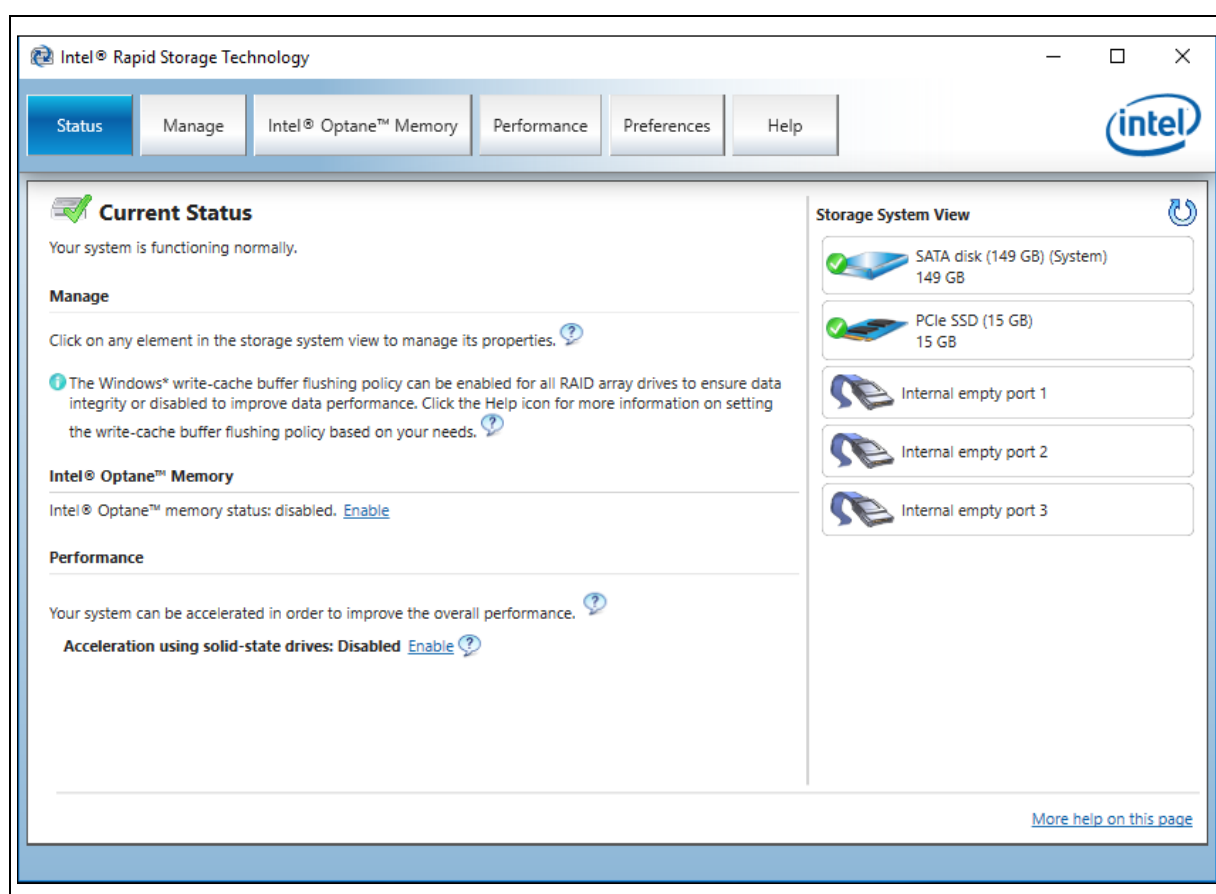 Intel® Rapid Storage Technology
Status
Manage
Intel® Optane™ Memory
Performance
Preferences
Help
intel
Current Status
Your system is functioning normally.
Manage
Click on any element in the storage system view to manage its properties.
The Windows* write-cache buffer flushing policy can be enabled for all RAID array drives to ensure data
integrity or disabled to improve data performance. Click the Help icon for more information on setting
the write-cache buffer flushing policy based on your needs.
Intel® Optane™ Memory
Intel® Optane™ memory status: disabled. Enable
Performance
Your system can be accelerated in order to improve the overall performance.
Acceleration using solid-state drives: Disabled Enable
Storage System View
SATA disk (149 GB) (System)
149 GB
PCIe SSD (15 GB)
15 GB
Internal empty port 1
Internal empty port 2
Internal empty port 3
More help on this page